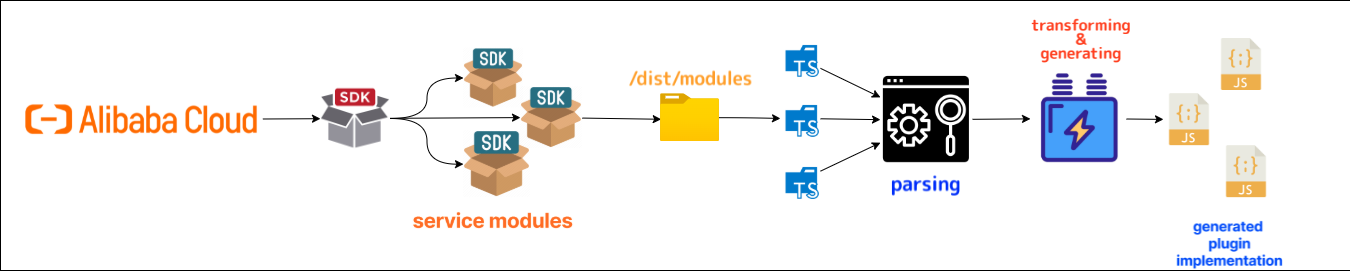 Alibaba Cloud
SDK
SDK
SDK
SDK
service modules
/dist/modules
TS
TS
TS
parsing
transforming
&
generating
{;}
JS
{;}
JS
{;}
JS
generated
plugin
implementation